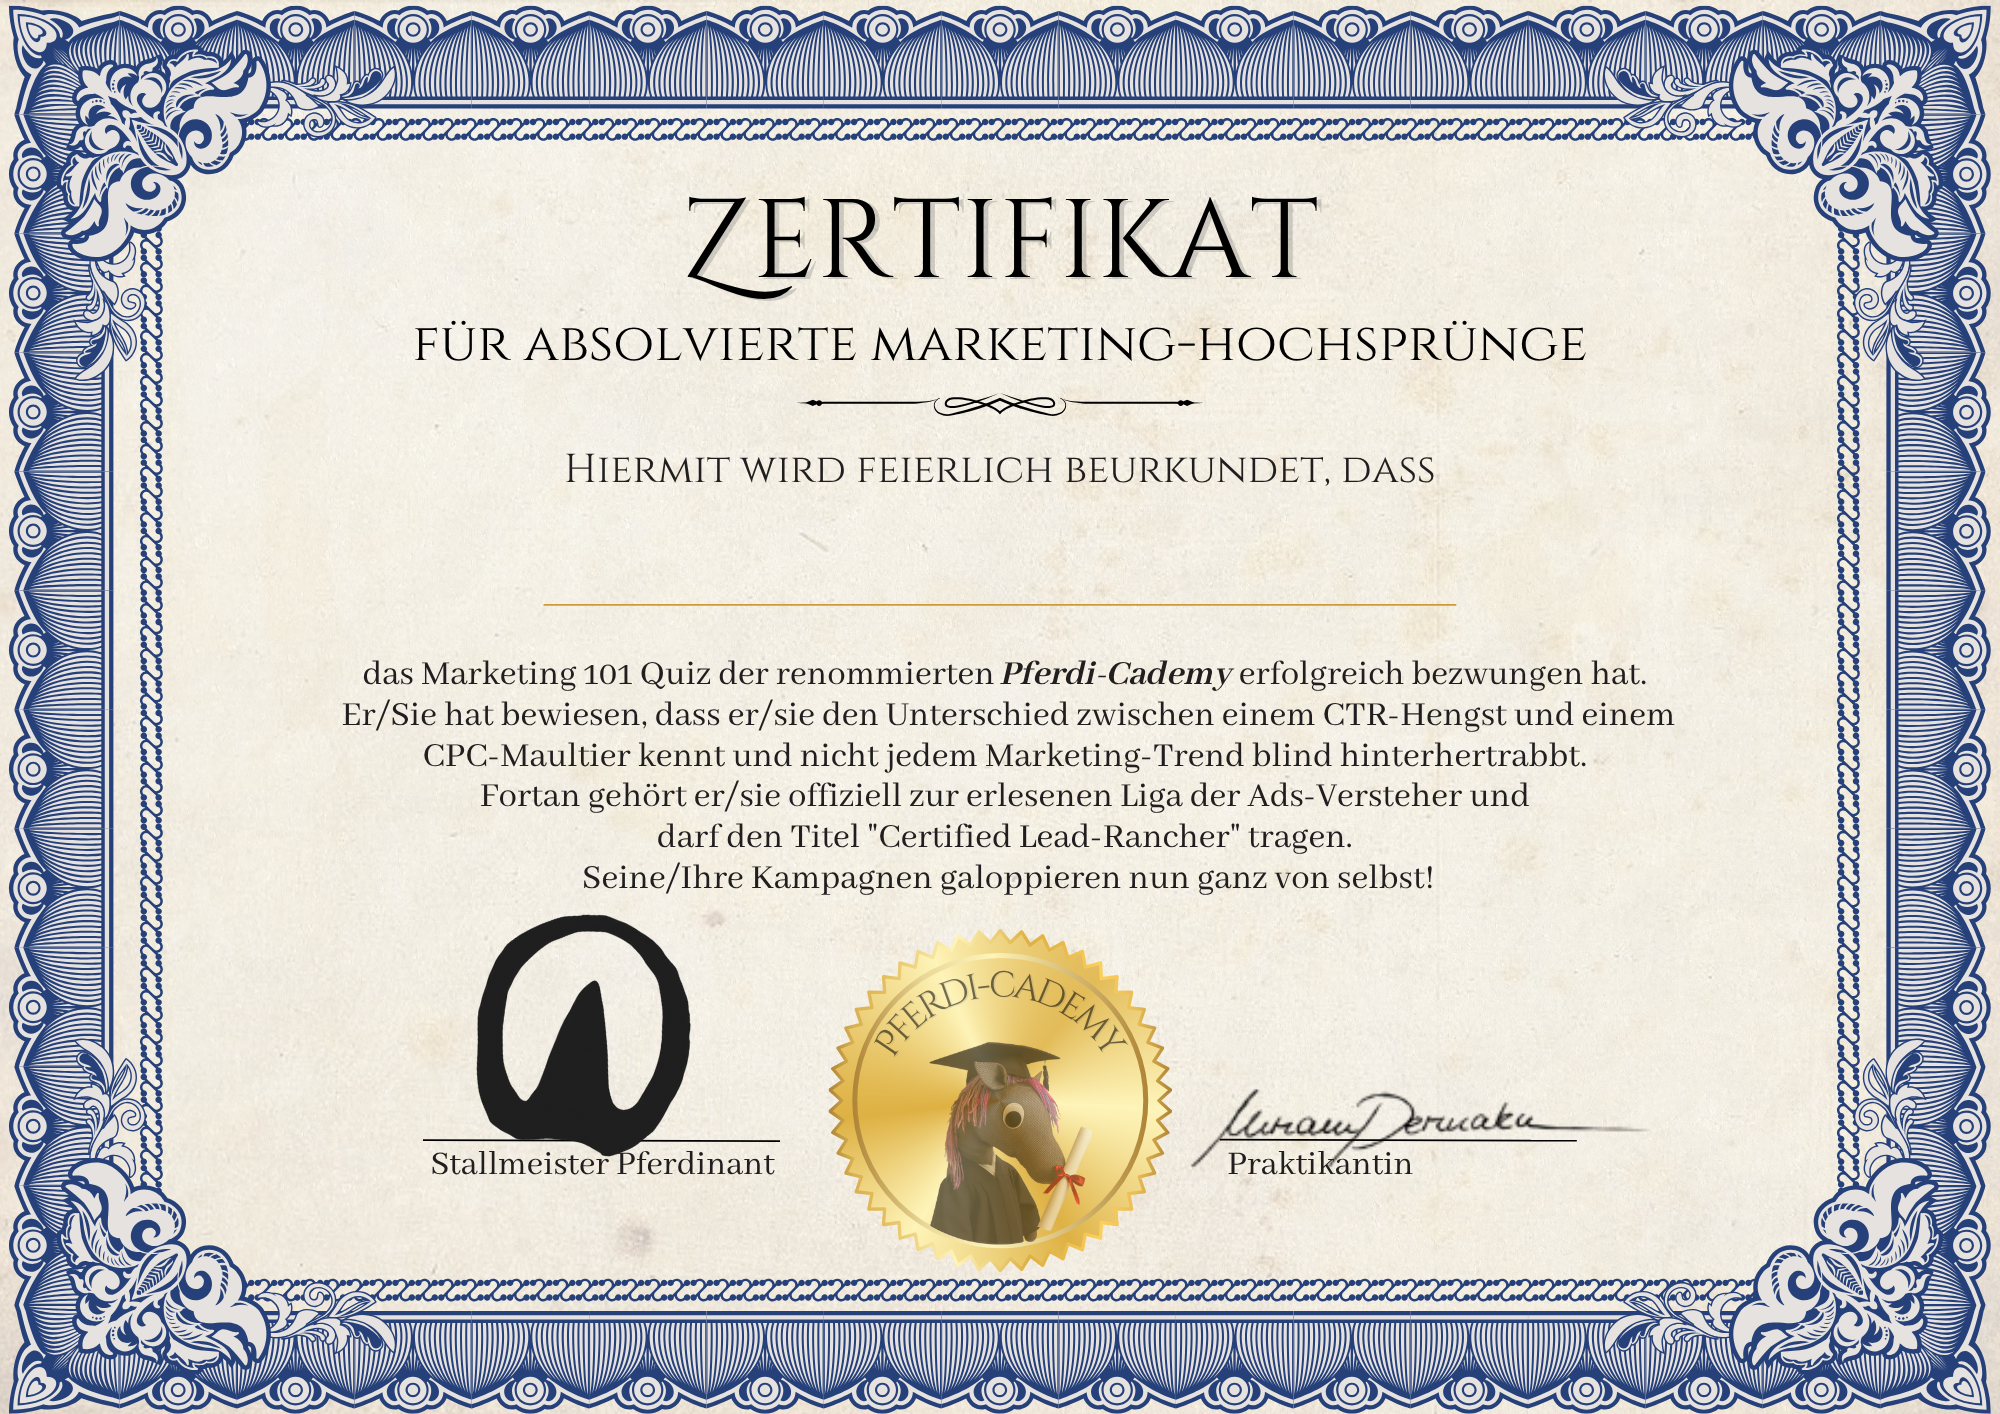 ZERTIFIKAT
FÜR ABSOLVIERTE MARKETING-HOCHSPRÜNGE
HIERMIT WIRD FEIERLICH BEURKUNDET, DASS
das Marketing 101 Quiz der renommierten Pferdi-Cademy erfolgreich bezwungen hat.
Er/Sie hat bewiesen, dass er/sie den Unterschied zwischen einem CTR-Hengst und einem
CPC-Maultier kennt und nicht jedem Marketing-Trend blind hinterhertrabbt.
Fortan gehört er/sie offiziell zur erlesenen Liga der Ads-Versteher und
darf den Titel "Certified Lead-Rancher" tragen.
Seine/Ihre Kampagnen galoppieren nun ganz von selbst!
PFERDI-CADEMY
Stallmeister Pferdinant
Praktikantin